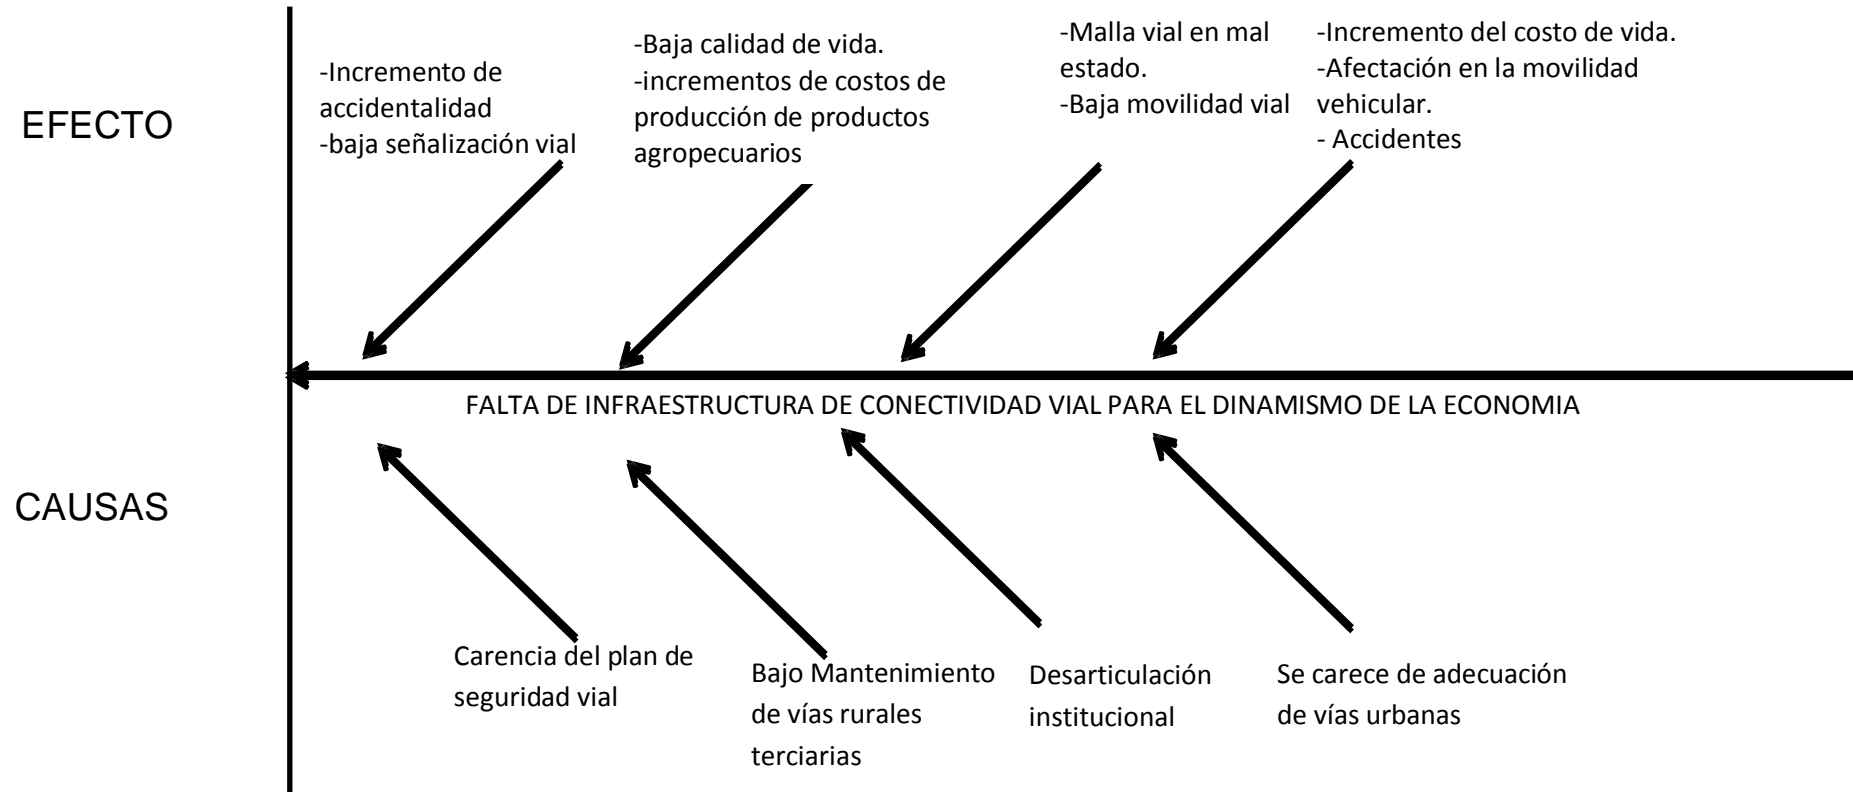 EFECTO
-Incremento de
accidentalidad
-baja señalización vial
-Baja calidad de vida.
-incrementos de costos de
producción de productos
agropecuarios
-Malla vial en mal
estado.
-Baja movilidad vial
-Incremento del costo de vida.
-Afectación en la movilidad
vehicular.
- Accidentes
FALTA DE INFRAESTRUCTURA DE CONECTIVIDAD VIAL PARA EL DINAMISMO DE LA ECONOMIA
CAUSAS
Carencia del plan de
seguridad vial
Bajo Mantenimiento
de vías rurales
terciarias
Desarticulación
institucional
Se carece de adecuación
de vías urbanas